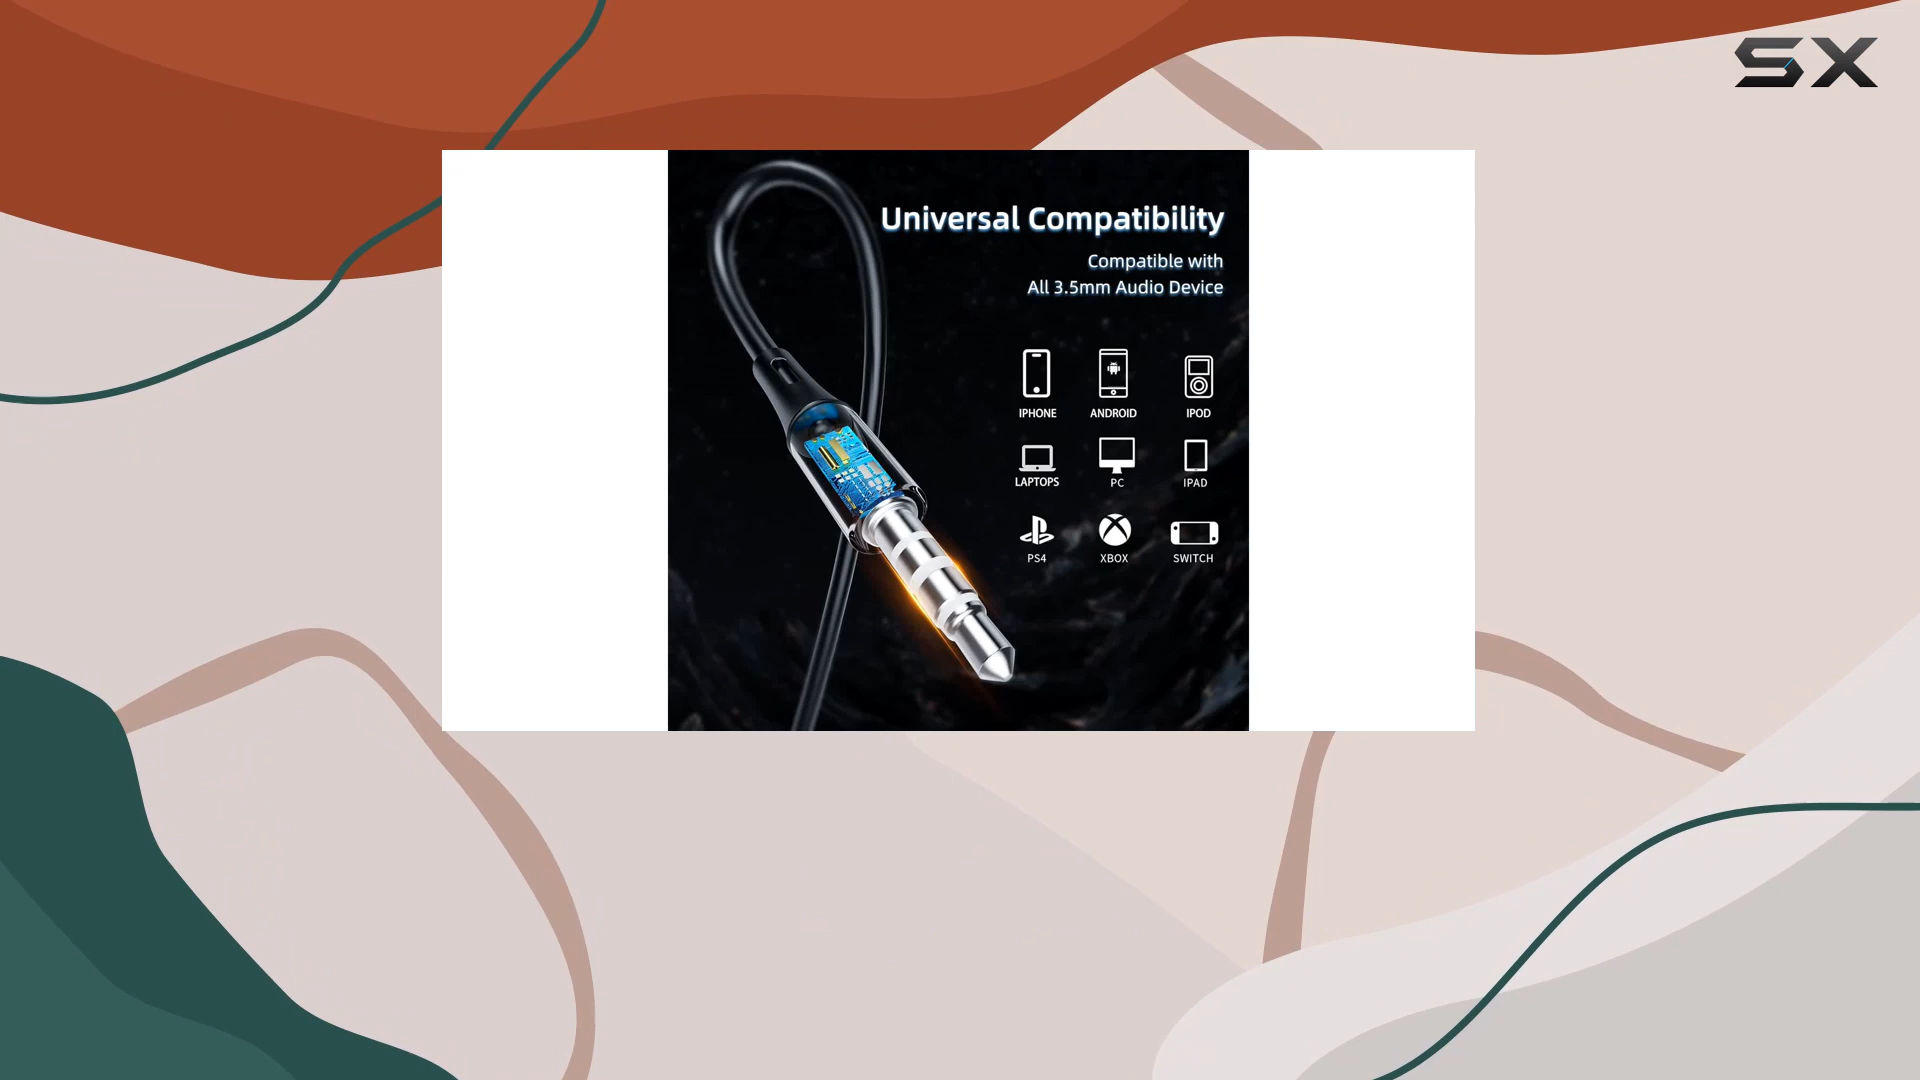 SX
Universal Compatibility
Compatible with
All 3.5mm Audio Device
IPHONE ANDROID IPOD
LAPTOPS PC IPAD
PS4 XBOX SWITCH